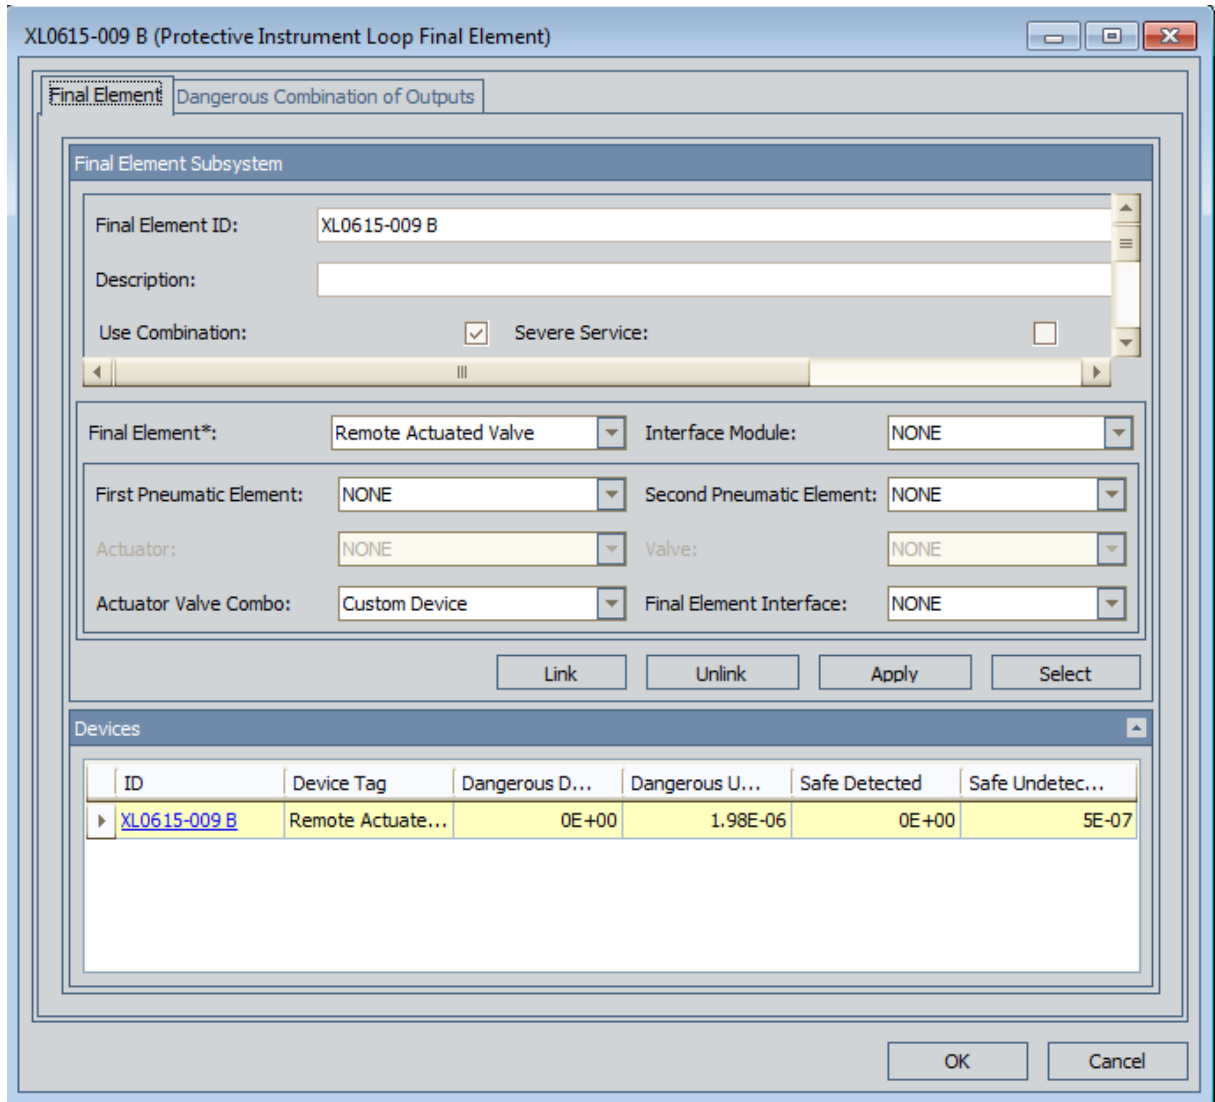 XL0615-009 B (Protective Instrument Loop Final Element)
Final Element Dangerous Combination of Outputs
Final Element Subsystem
Final Element ID: XL0615-009 B
Description:
Use Combination: Severe Service:
Final Element*: Remote Actuated Valve Interface Module: NONE
First Pneumatic Element: NONE Second Pneumatic Element: NONE
Actuator: NONE Valve: NONE
Actuator Valve Combo: Custom Device Final Element Interface: NONE
Link Unlink Apply Select
Devices
ID Device Tag Dangerous D... Dangerous U... Safe Detected Safe Undetec...
XL0615-009 B Remote Actuate... 0E+00 1.98E-06 0E+00 5E-07
OK Cancel